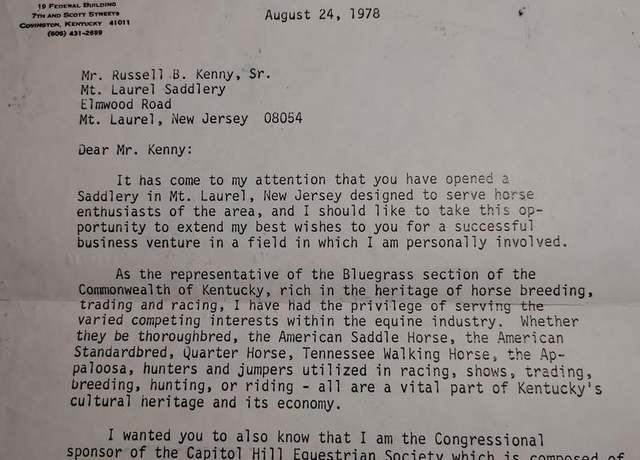 19 Federal Building
7th and Scott Streets
Covington, Kentucky 41011
(606) 431-2699
August 24, 1978
Mr. Russell B. Kenny, Sr.
Mt. Laurel Saddlery
Elmwood Road
Mt. Laurel, New Jersey 08054
Dear Mr. Kenny:
It has come to my attention that you have opened a
Saddlery in Mt. Laurel, New Jersey designed to serve horse
enthusiasts of the area, and I should like to take this op-
portunity to extend my best wishes to you for a successful
business venture in a field in which I am personally involved.
As the representative of the Bluegrass section of the
Commonwealth of Kentucky, rich in the heritage of horse breeding,
trading and racing, I have had the privilege of serving the
varied competing interests within the equine industry. Whether
they be thoroughbred, the American Saddle Horse, the American
Standardbred, Quarter Horse, Tennessee Walking Horse, the Ap-
paloosa, hunters and jumpers utilized in racing, shows, trading,
breeding, hunting, or riding - all are a vital part of Kentucky's
cultural heritage and its economy.
I wanted you to also know that I am the Congressional
sponsor of the Capitol Hill Equestrian Society which is composed of